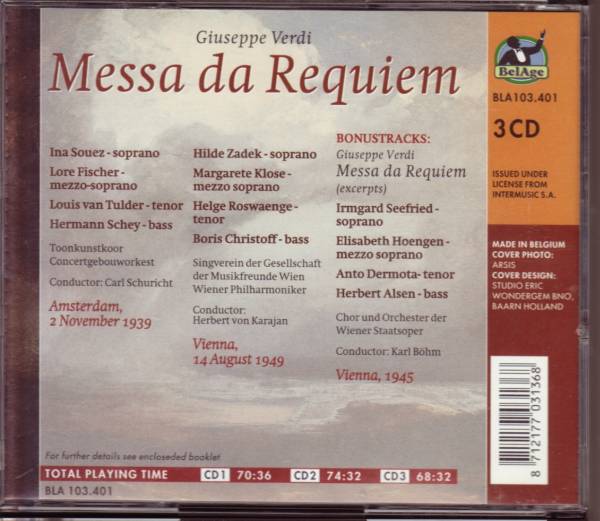 Giuseppe Verdi
Messa da Requiem
Ina Souez - soprano
Lore Fischer -
mezzo-soprano
Louis van Tulder - tenor
Hermann Schey - bass
Toonkunstkoor
Concertgebouworkest
Conductor: Carl Schuricht
Amsterdam,
2 November 1939
Hilde Zadek - soprano
Margarete Klose -
mezzo soprano
Helge Roswaenge -
tenor
Boris Christoff - bass
Singverein der Gesellschaft
der Musikfreunde Wien
Wiener Philharmoniker
Conductor:
Herbert von Karajan
Vienna,
14 August 1949
BONUSTRACKS:
Giuseppe Verdi
Messa da Requiem
(excerpts)
Irmgard Seefried -
soprano
Elisabeth Hoengen -
mezzo soprano
Anto Dermota - tenor
Herbert Alsen - bass
Chor und Orchester der
Wiener Staatsoper
Conductor: Karl Böhm
Vienna, 1945
For further details see encloseded booklet
TOTAL PLAYING TIME CD1 70:36 CD2 74:32 CD3 68:32
BLA 103.401
BelAge
BLA103.401
3CD
ISSUED UNDER
LICENSE FROM
INTERMUSIC S.A.
MADE IN BELGIUM
COVER PHOTO:
ARSIS
COVER DESIGN:
STUDIO ERIC
WONDERGEM BNO,
BAARN HOLLAND
8 712177 031368